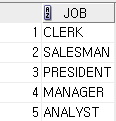 JOB
1 CLERK
2 SALESMAN
3 PRESIDENT
4 MANAGER
5 ANALYST